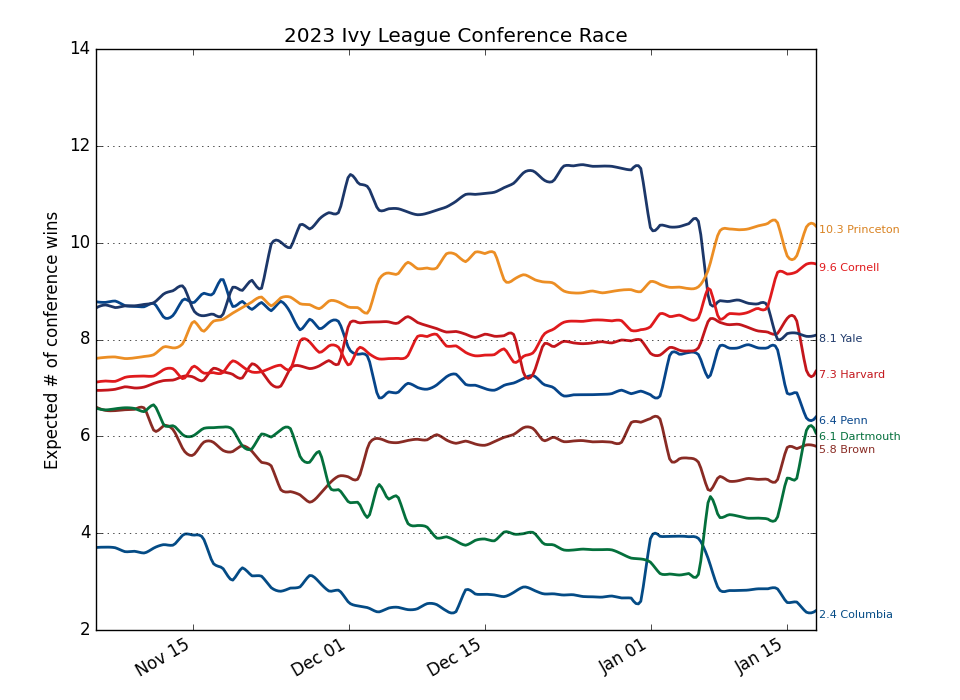 2023 Ivy League Conference Race
Expected # of conference wins
14
12
10
8
6
4
2
10.3 Princeton
9.6 Cornell
8.1 Yale
7.3 Harvard
6.4 Penn
6.1 Dartmouth
5.8 Brown
2.4 Columbia
Nov 15
Dec 01
Dec 15
Jan 01
Jan 15